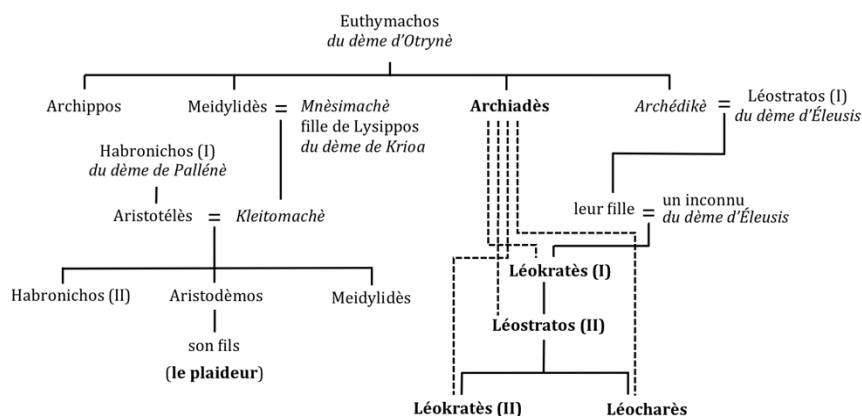 Euthymachos
du dème d'Otrynè
Archippos
Meidylidès = Mnèsimachè
fille de Lysippos
du dème de Krioa
Archiadès
Archédikè = Léostratos (I)
du dème d'Éleusis
Habronichos (I)
du dème de Pallénè
Aristotélès = Kleitomachè
leur fille = un inconnu
du dème d'Éleusis
Léokratès (I)
Habronichos (II)
Aristodèmos
Meidylidès
Léostratos (II)
son fils
(le plaideur)
Léokratès (II)
Léocharès